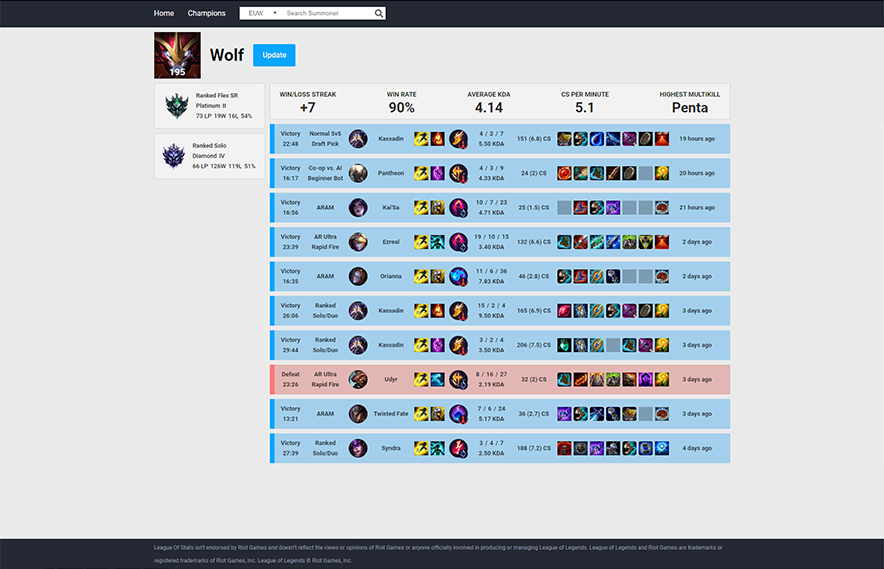 Home Champions EUW Search Summoner
195
Wolf Update
Ranked Flex SR
Platinum II
73 LP 19W 16L 54%
Ranked Solo
Diamond IV
66 LP 126W 119L 51%
WIN/LOSS STREAK WIN RATE AVERAGE KDA CS PER MINUTE HIGHEST MULTIKILL
+7 90% 4.14 5.1 Penta
Victory Normal 5v5 Kassadin 4 / 2 / 7 151 (6.8) CS 19 hours ago
22:48 Draft Pick 5.50 KDA
Victory Co-op vs. AI Pantheon 4 / 3 / 9 24 (2) CS 20 hours ago
16:17 Beginner Bot 4.33 KDA
Victory ARAM Kai'Sa 10 / 7 / 23 25 (1.5) CS 21 hours ago
16:56 4.71 KDA
Victory AR Ultra Ezreal 19 / 10 / 15 132 (6.6) CS 2 days ago
23:39 Rapid Fire 3.40 KDA
Victory ARAM Orianna 11 / 6 / 36 46 (2.8) CS 2 days ago
16:35 7.83 KDA
Victory Ranked Kassadin 15 / 2 / 4 165 (6.9) CS 3 days ago
26:06 Solo/Duo 9.50 KDA
Victory Ranked Kassadin 3 / 2 / 4 206 (7.5) CS 3 days ago
29:44 Solo/Duo 3.50 KDA
Defeat AR Ultra Udyr 8 / 16 / 27 32 (2) CS 3 days ago
23:26 Rapid Fire 2.19 KDA
Victory ARAM Twisted Fate 7 / 6 / 24 36 (2.7) CS 3 days ago
13:21 5.17 KDA
Victory Ranked Syndra 3 / 4 / 7 188 (7.2) CS 4 days ago
27:39 Solo/Duo 2.50 KDA
League Of Stats isn't endorsed by Riot Games and doesn't reflect the views or opinions of Riot Games or anyone officially involved in producing or managing League of Legends. League of Legends and Riot Games are trademarks or
registered trademarks of Riot Games, Inc. League of Legends © Riot Games, Inc.